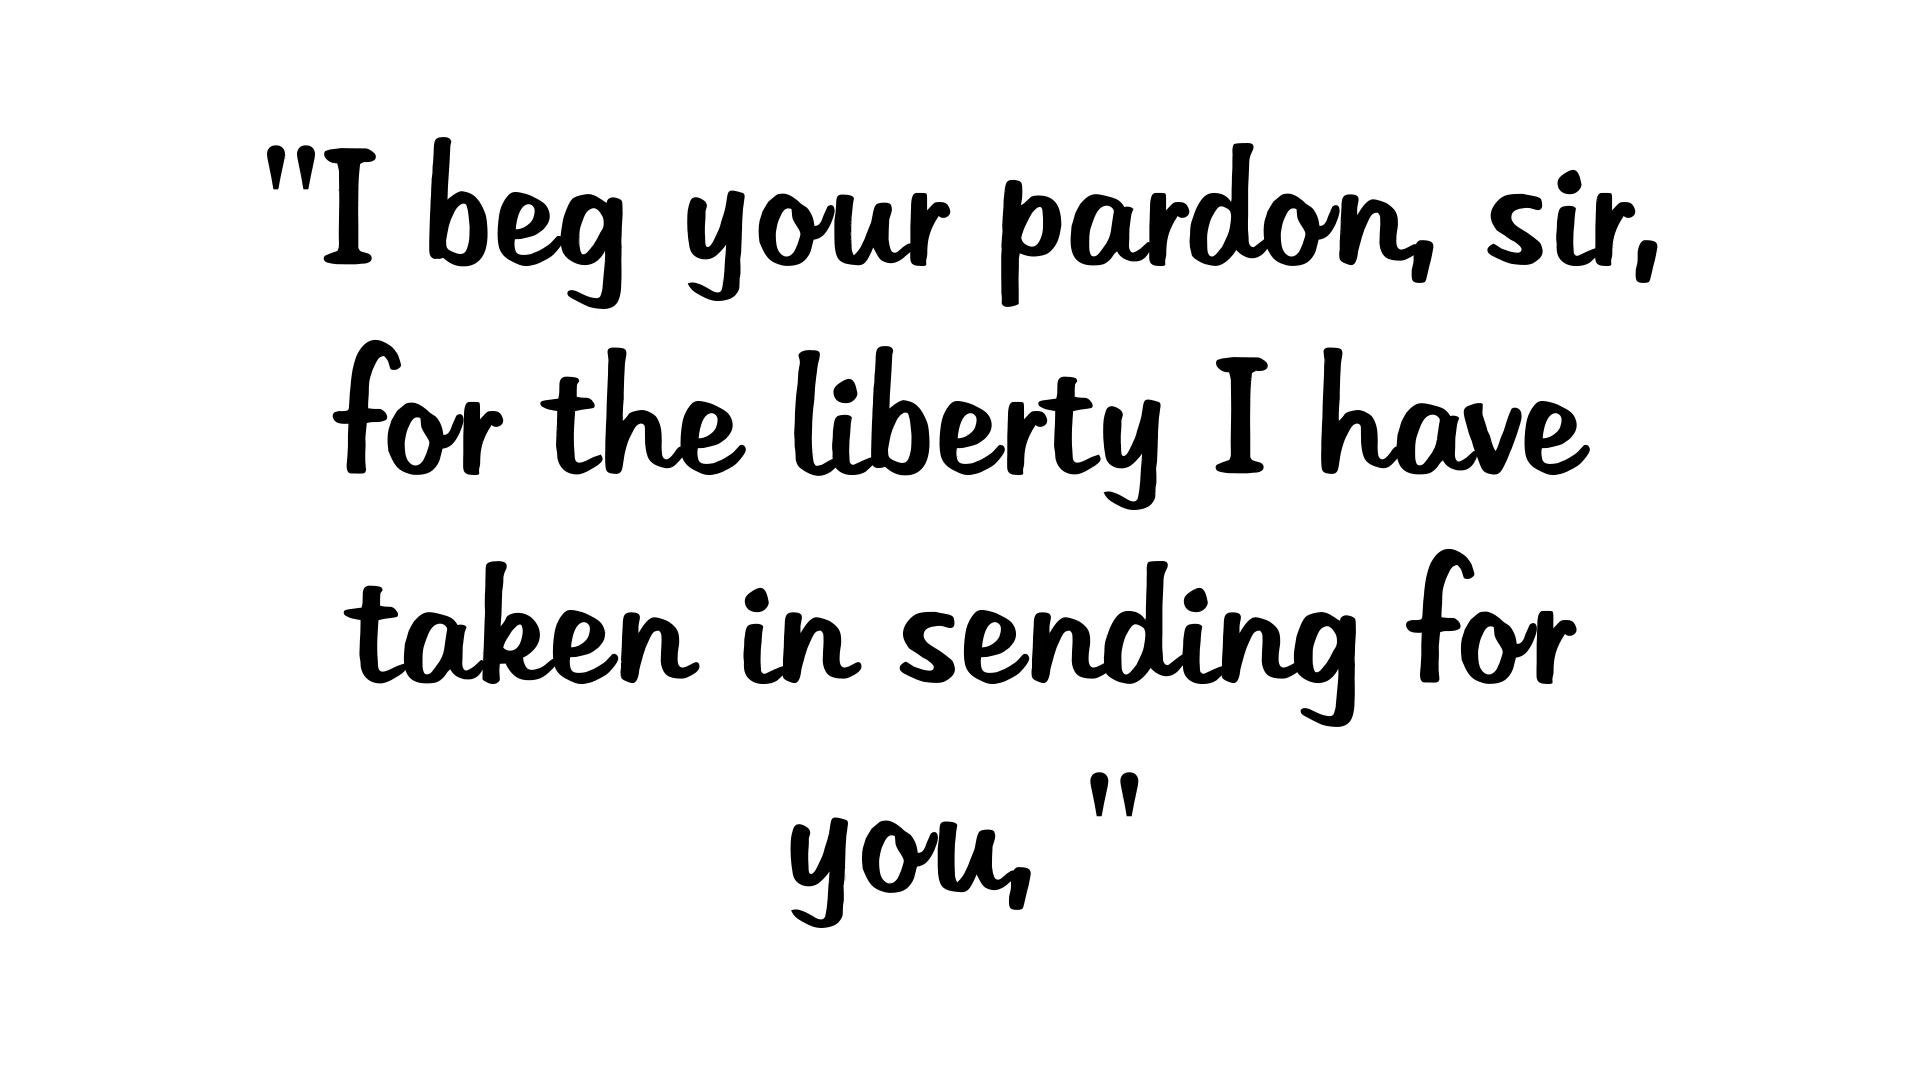 "I beg your pardon, sir,
for the liberty I have
taken in sending for
you, "